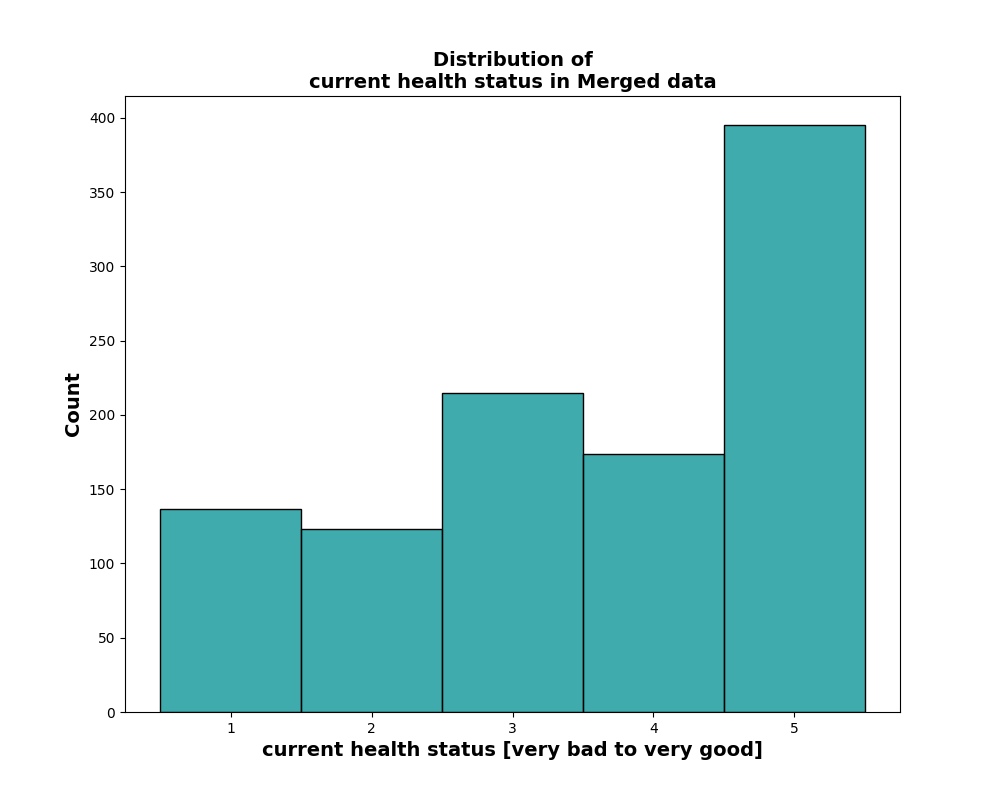 Distribution of
current health status in Merged data
400
350
300
250
200
150
100
50
0
Count
1 2 3 4 5
current health status [very bad to very good]